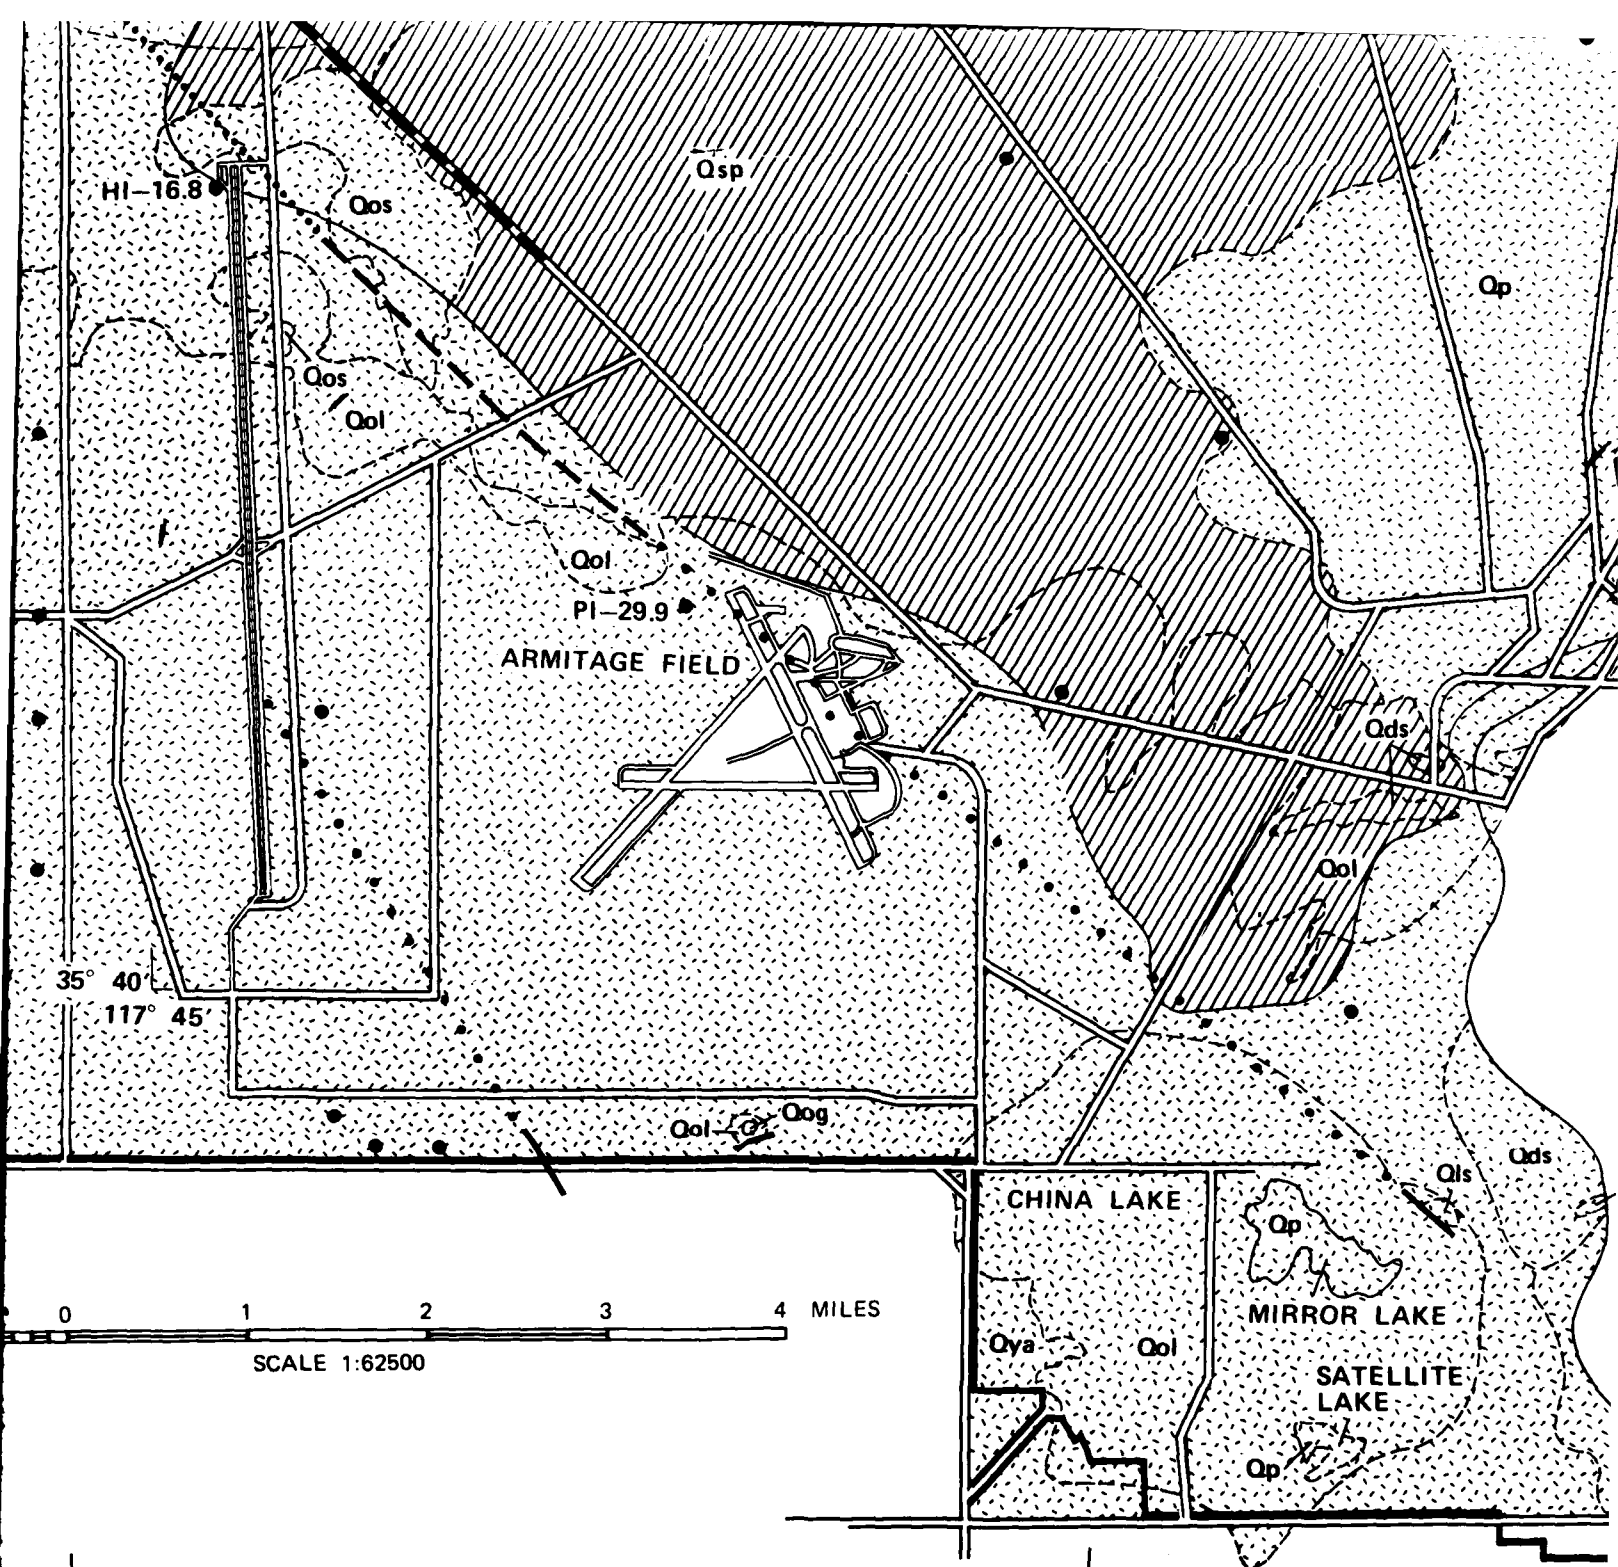 Qsp
HI-16.8
Qos
Qp
Qos
Qol
Qol
PI-29.9
ARMITAGE FIELD
Qds
Qol
35° 40'
117° 45'
Qol
Qog
Qls
Qds
CHINA LAKE
Qp
0 1 2 3 4 MILES
MIRROR LAKE
SCALE 1:62500
Qya
Qol
SATELLITE
LAKE
Qp